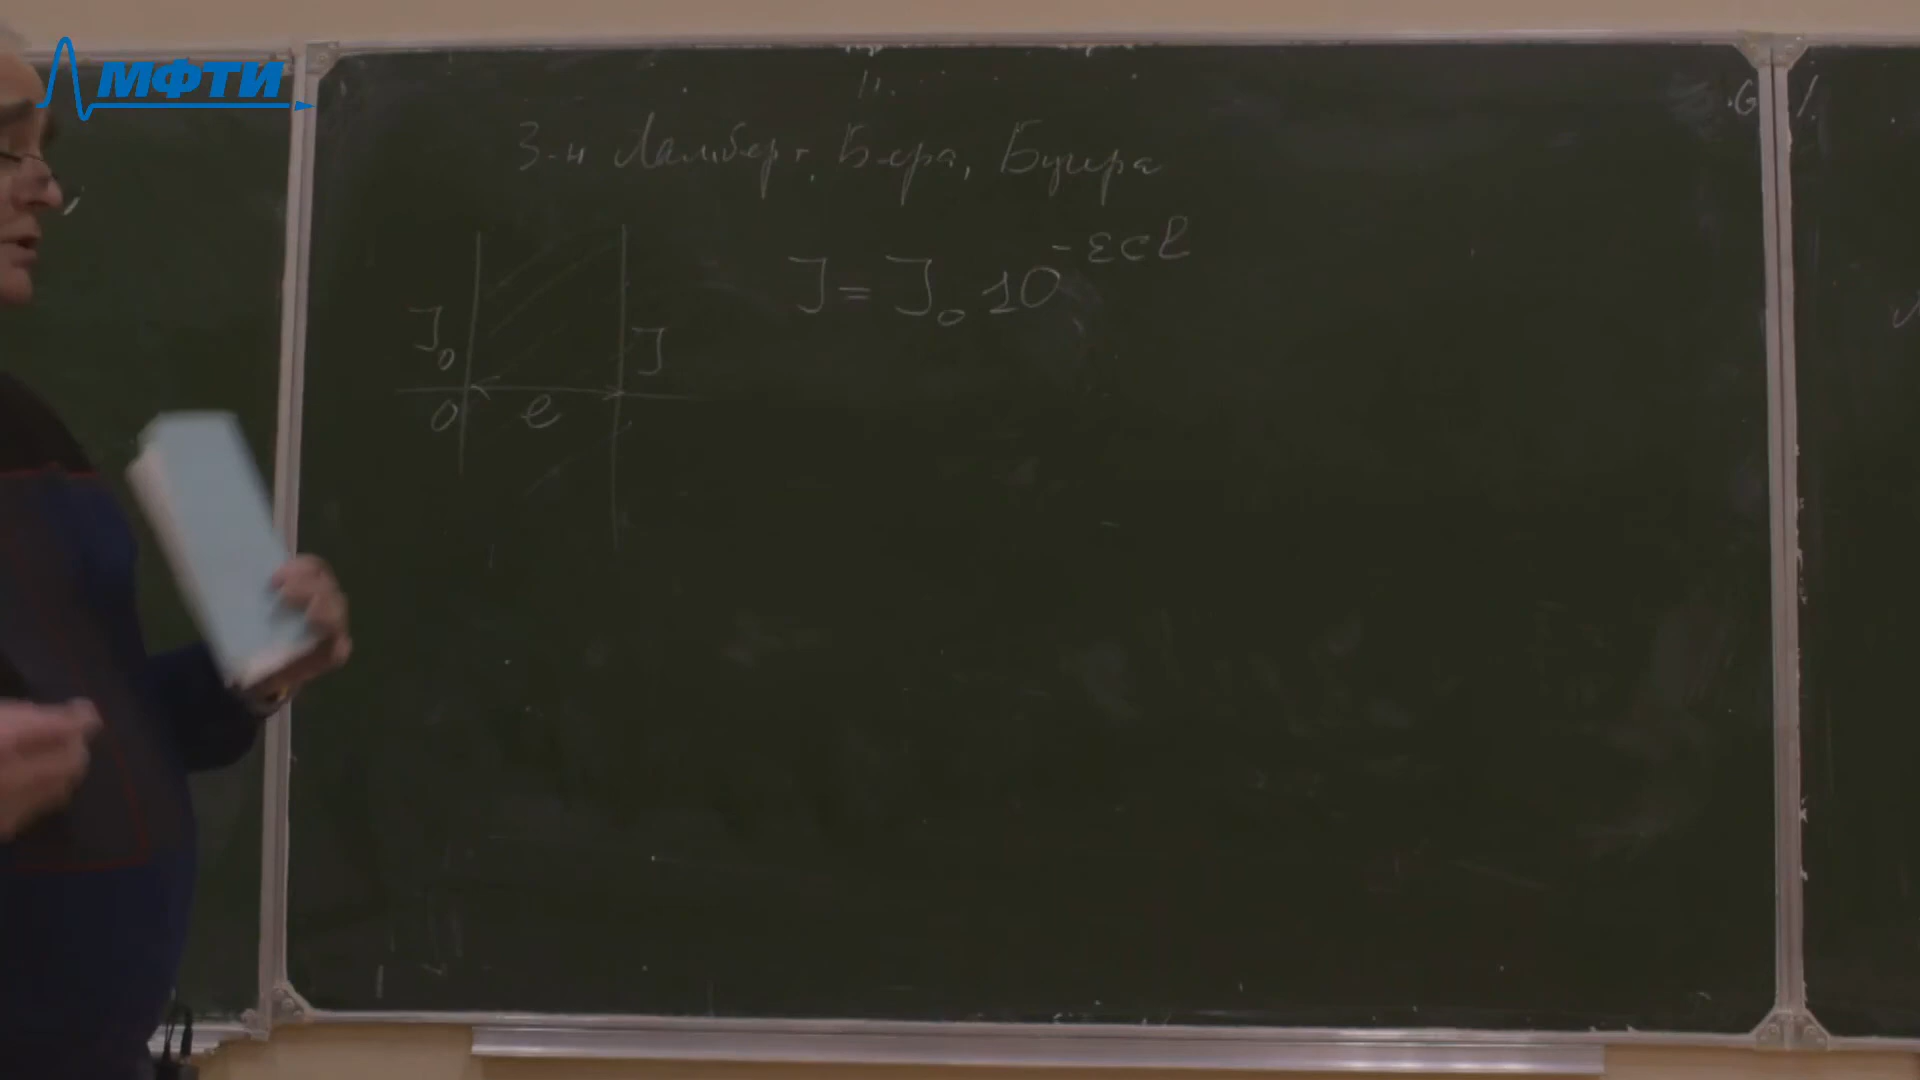 МФТИ
З-н Ламберт, Бера, Бугера
J = J₀ 10^(-εcl)
J₀
J
0 l